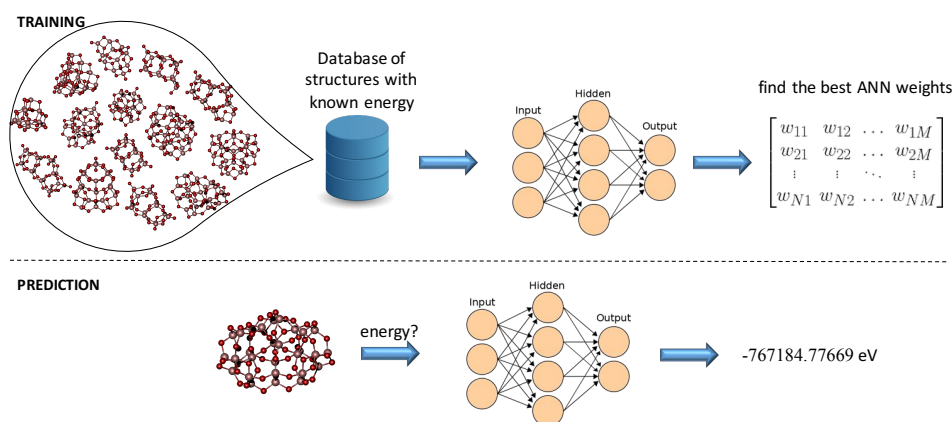 TRAINING
Database of
structures with
known energy
Input
Hidden
Output
find the best ANN weights
w11 w12 ... w1M
w21 w22 ... w2M
⋮ ⋮ ⋱ ⋮
wN1 wN2 ... wNM
PREDICTION
energy?
Input
Hidden
Output
-767184.77669 eV